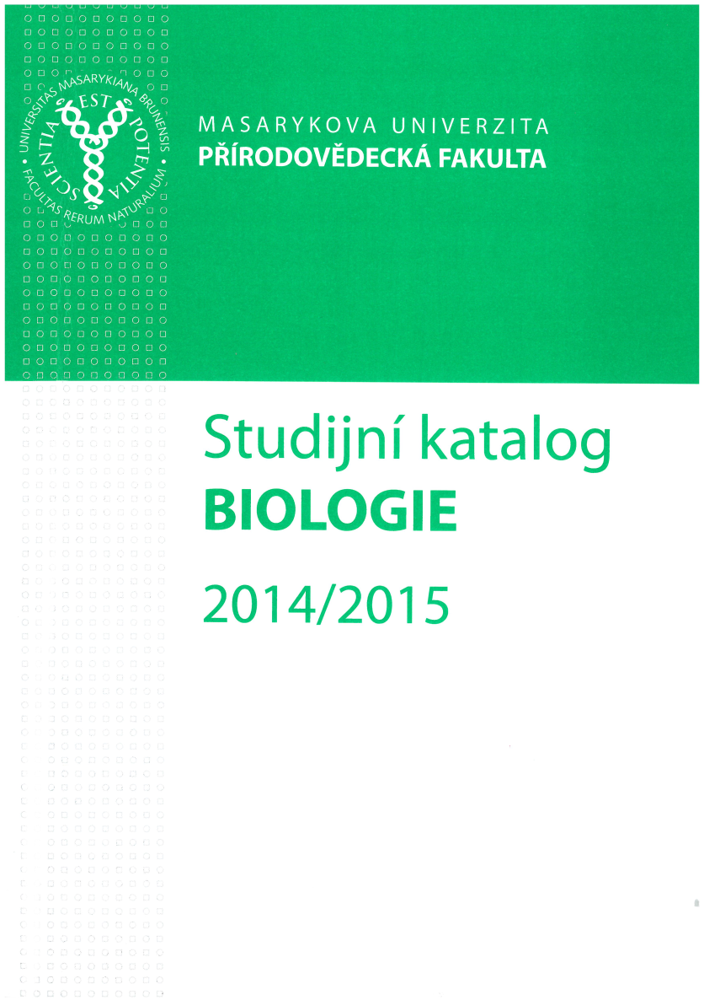 UNIVERSITAS MASARYKIANA BRUNENSIS
• FACULTAS RERUM NATURALIUM •
SCIENTIA EST POTENTIA
MASARYKOVA UNIVERZITA
PŘÍRODOVĚDECKÁ FAKULTA
Studijní katalog
BIOLOGIE
2014/2015